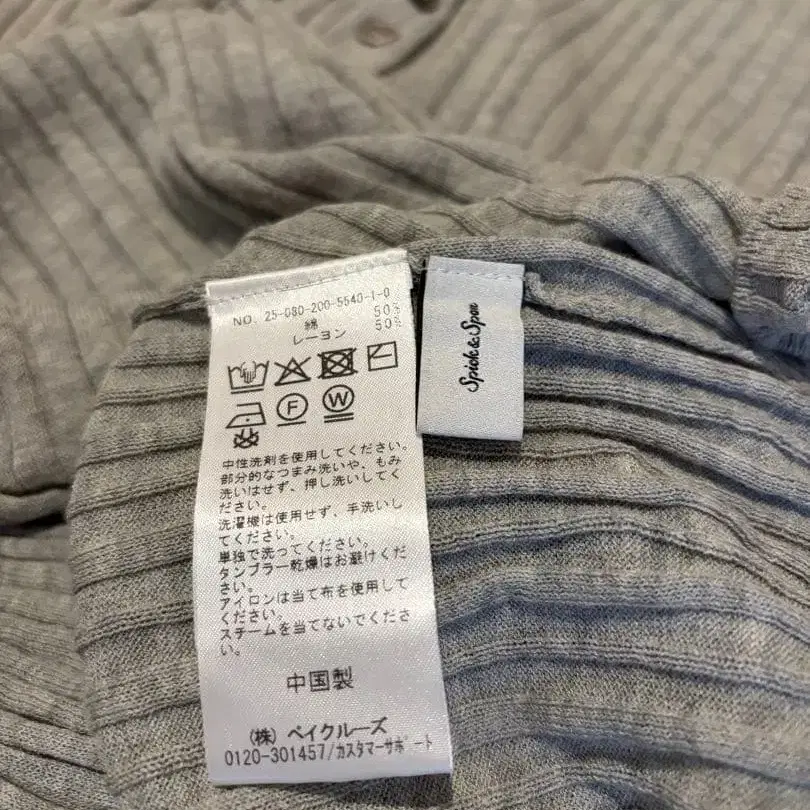 NO. 25-080-200-5540-1-0
綿 50%
レーヨン 50%
F W
中性洗剤を使用してください。
部分的なつまみ洗いや、もみ
洗いはせず、押し洗いしてく
ださい。
洗濯機は使用せず、手洗いし
てください。
単独で洗ってください。
タンブラー乾燥はお避けくだ
さい。
アイロンは当て布を使用して
ください。
スチームを当てないでくださ
い。
中国製
(株) ベイクルーズ
0120-301457/カスタマーサポート
Spick & Span